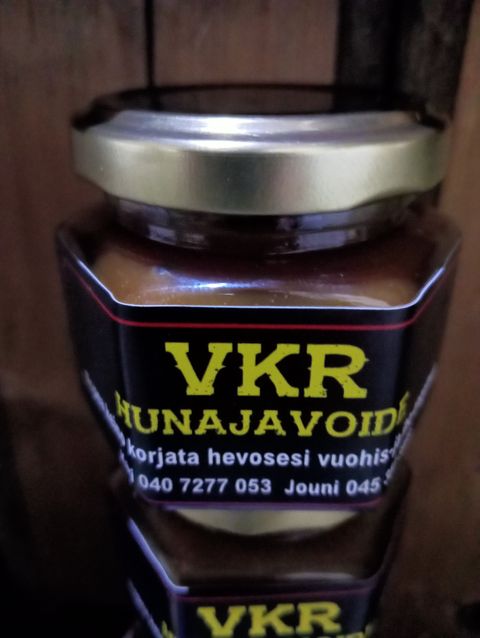 VKR
HUNAJAVOIDE
korjata hevosesi vuohis
040 7277 053 Jouni 045
VKR